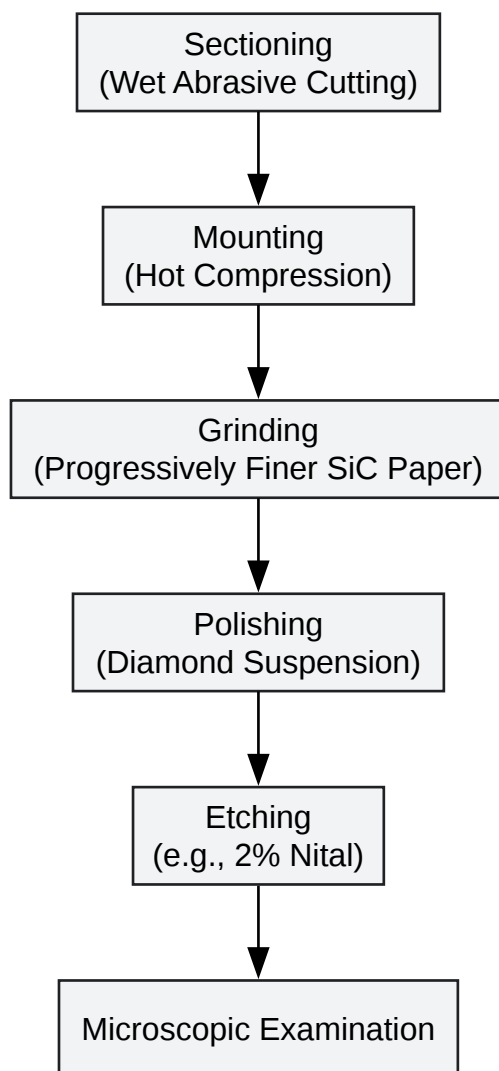 Sectioning
(Wet Abrasive Cutting)
Mounting
(Hot Compression)
Grinding
(Progressively Finer SiC Paper)
Polishing
(Diamond Suspension)
Etching
(e.g., 2% Nital)
Microscopic Examination